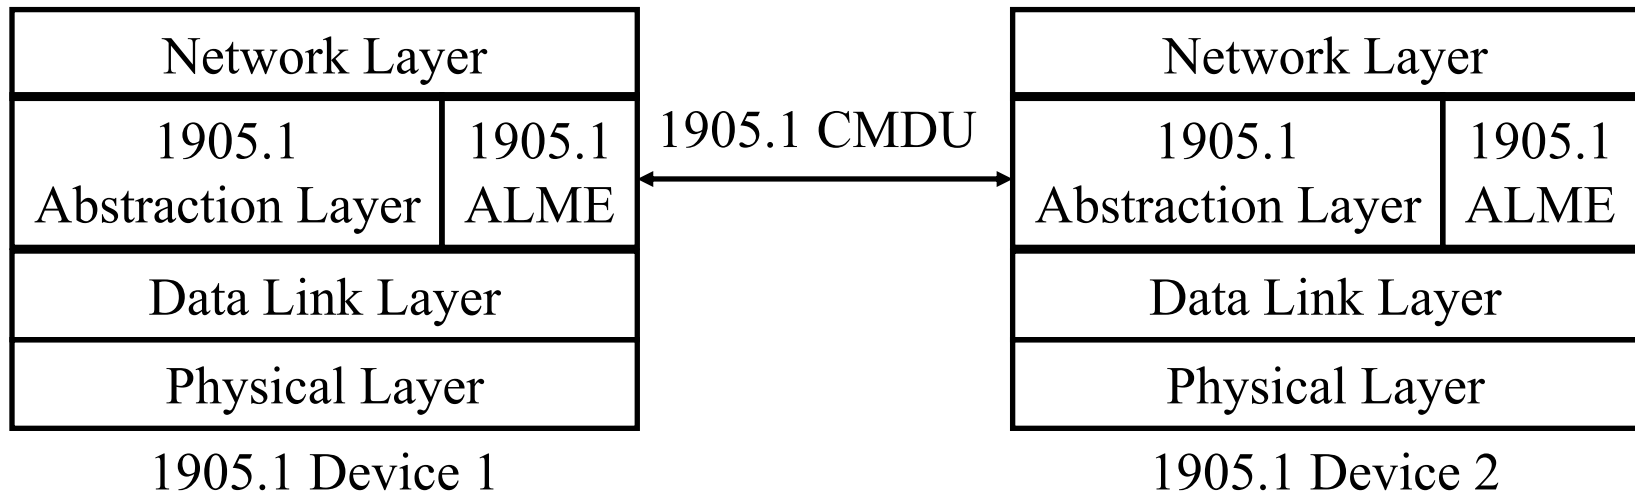 Network Layer
1905.1
Abstraction Layer
1905.1
ALME
Data Link Layer
Physical Layer
1905.1 Device 1
1905.1 CMDU
Network Layer
1905.1
Abstraction Layer
1905.1
ALME
Data Link Layer
Physical Layer
1905.1 Device 2